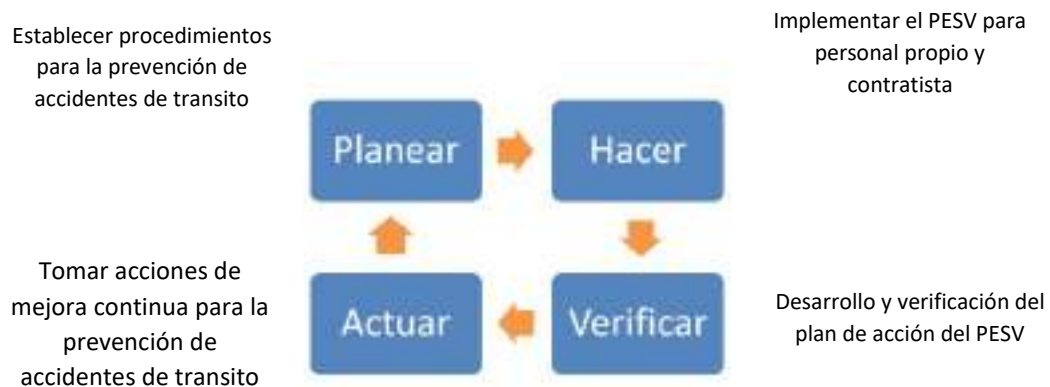 Establecer procedimientos
para la prevención de
accidentes de transito
Implementar el PESV para
personal propio y
contratista
Planear
Hacer
Tomar acciones de
mejora continua para la
prevención de
accidentes de transito
Actuar
Verificar
Desarrollo y verificación del
plan de acción del PESV